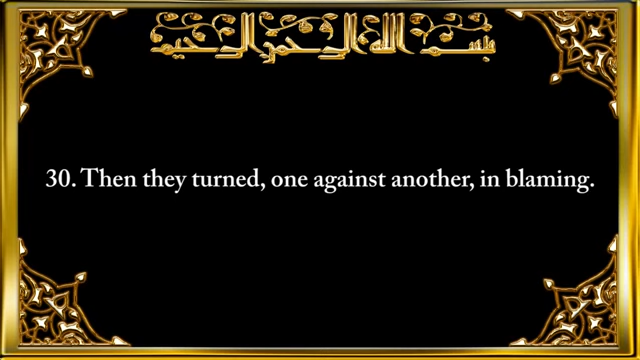 بسم الله الرحمن الرحيم
30. Then they turned, one against another, in blaming.